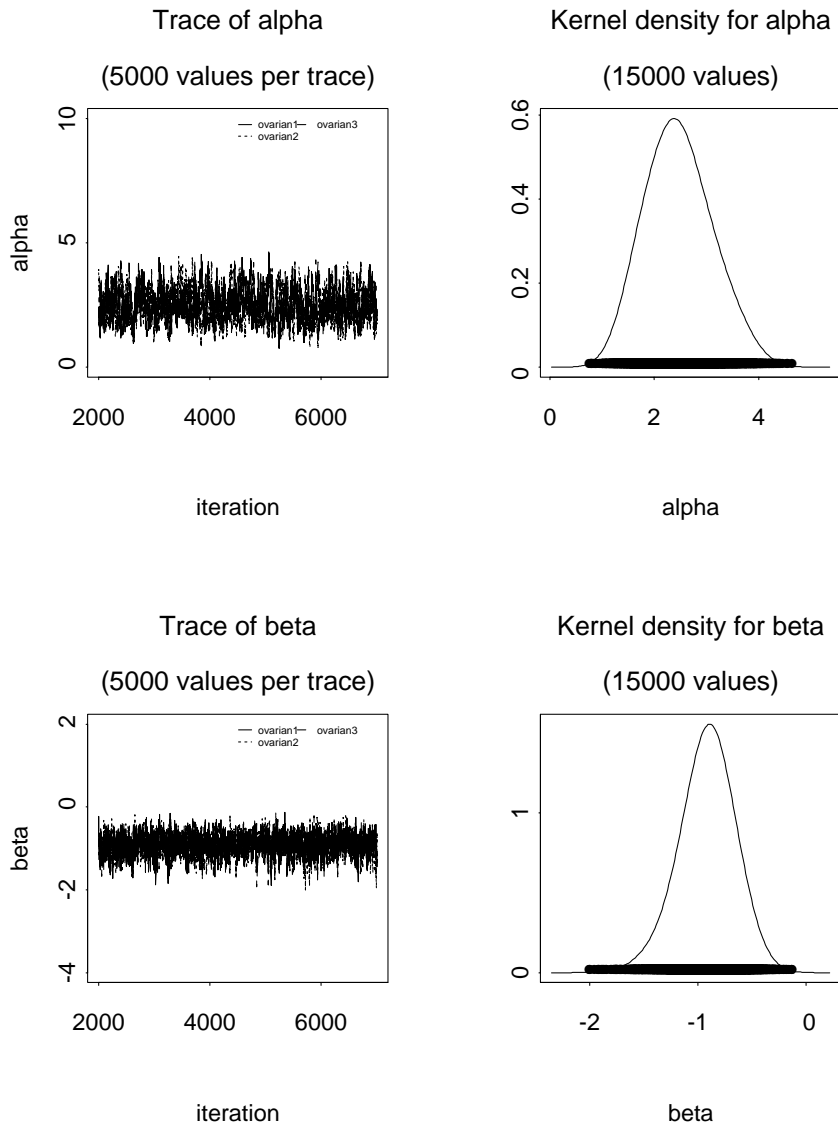 Trace of alpha
(5000 values per trace)
ovarian1 ovarian3
ovarian2
10
5
0
alpha
2000 4000 6000
iteration
Kernel density for alpha
(15000 values)
0.6
0.4
0.2
0
0 2 4
alpha
Trace of beta
(5000 values per trace)
ovarian1 ovarian3
ovarian2
2
0
-2
-4
beta
2000 4000 6000
iteration
Kernel density for beta
(15000 values)
1
0
-2 -1 0
beta